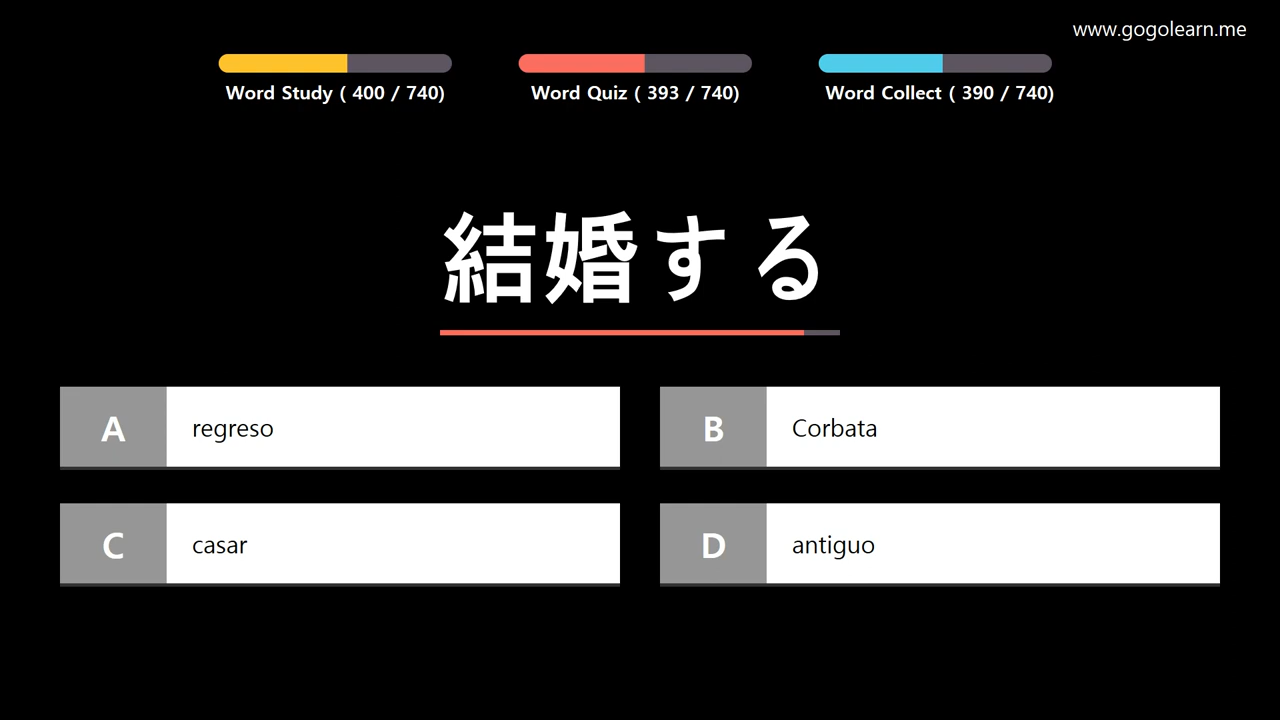 www.gogolearn.me
Word Study ( 400 / 740)
Word Quiz ( 393 / 740)
Word Collect ( 390 / 740)
結婚する
A regreso
B Corbata
C casar
D antiguo